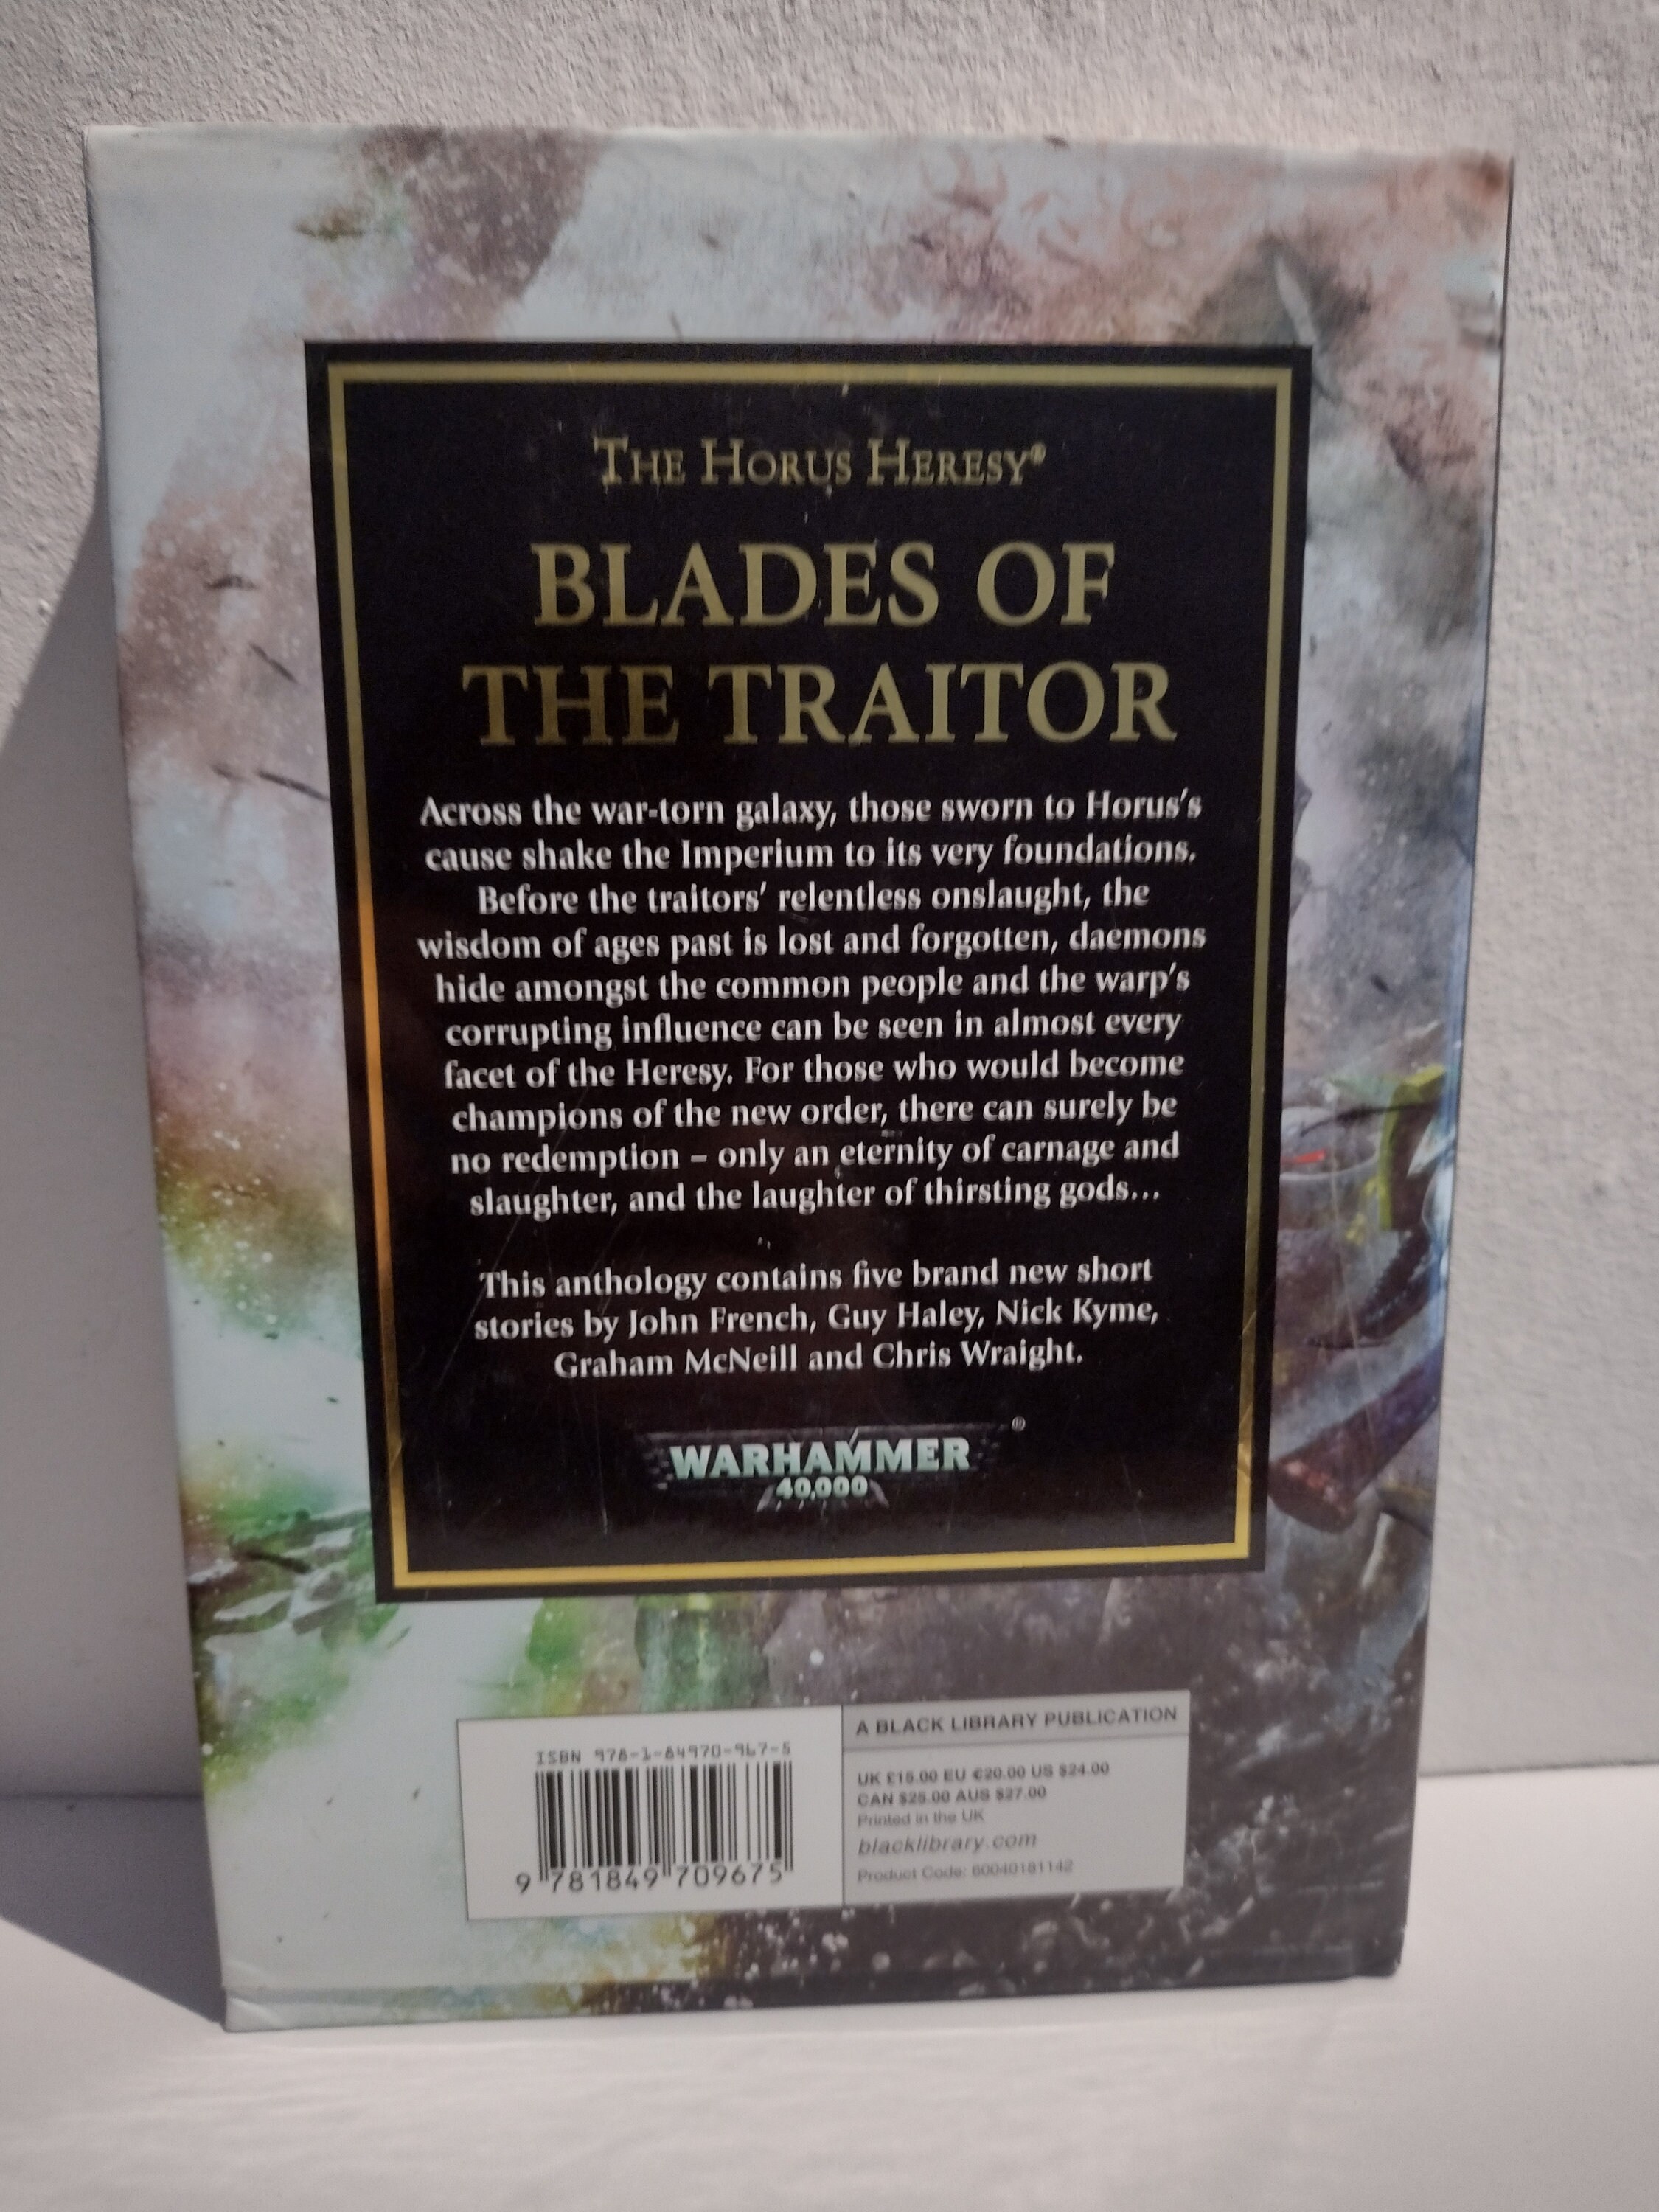 THE HORUS HERESY®
BLADES OF
THE TRAITOR
Across the war-torn galaxy, those sworn to Horus's
cause shake the Imperium to its very foundations.
Before the traitors' relentless onslaught, the
wisdom of ages past is lost and forgotten, daemons
hide amongst the common people and the warp's
corrupting influence can be seen in almost every
facet of the Heresy. For those who would become
champions of the new order, there can surely be
no redemption – only an eternity of carnage and
slaughter, and the laughter of thirsting gods...
This anthology contains five brand new short
stories by John French, Guy Haley, Nick Kyme,
Graham McNeill and Chris Wraight.
WARHAMMER®
40,000
ISBN 978-1-84970-967-5
9 781849 709675
A BLACK LIBRARY PUBLICATION
UK £15.00 EU €20.00 US $24.00
CAN $25.00 AUS $27.00
Printed in the UK
blacklibrary.com
Product Code: 60040181142